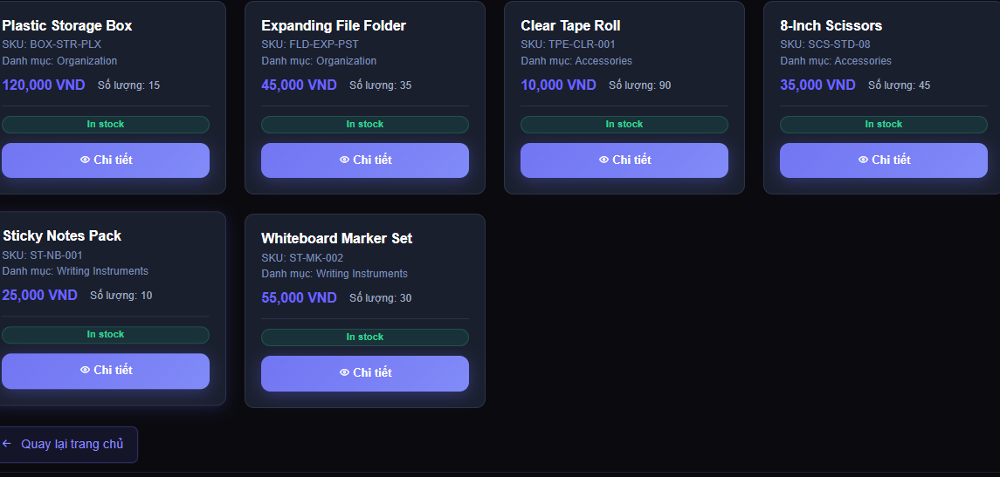 Plastic Storage Box
SKU: BOX-STR-PLX
Danh mục: Organization
120,000 VND Số lượng: 15
In stock
Chi tiết
Expanding File Folder
SKU: FLD-EXP-PST
Danh mục: Organization
45,000 VND Số lượng: 35
In stock
Chi tiết
Clear Tape Roll
SKU: TPE-CLR-001
Danh mục: Accessories
10,000 VND Số lượng: 90
In stock
Chi tiết
8-Inch Scissors
SKU: SCS-STD-08
Danh mục: Accessories
35,000 VND Số lượng: 45
In stock
Chi tiết
Sticky Notes Pack
SKU: ST-NB-001
Danh mục: Writing Instruments
25,000 VND Số lượng: 10
In stock
Chi tiết
Whiteboard Marker Set
SKU: ST-MK-002
Danh mục: Writing Instruments
55,000 VND Số lượng: 30
In stock
Chi tiết
← Quay lại trang chủ